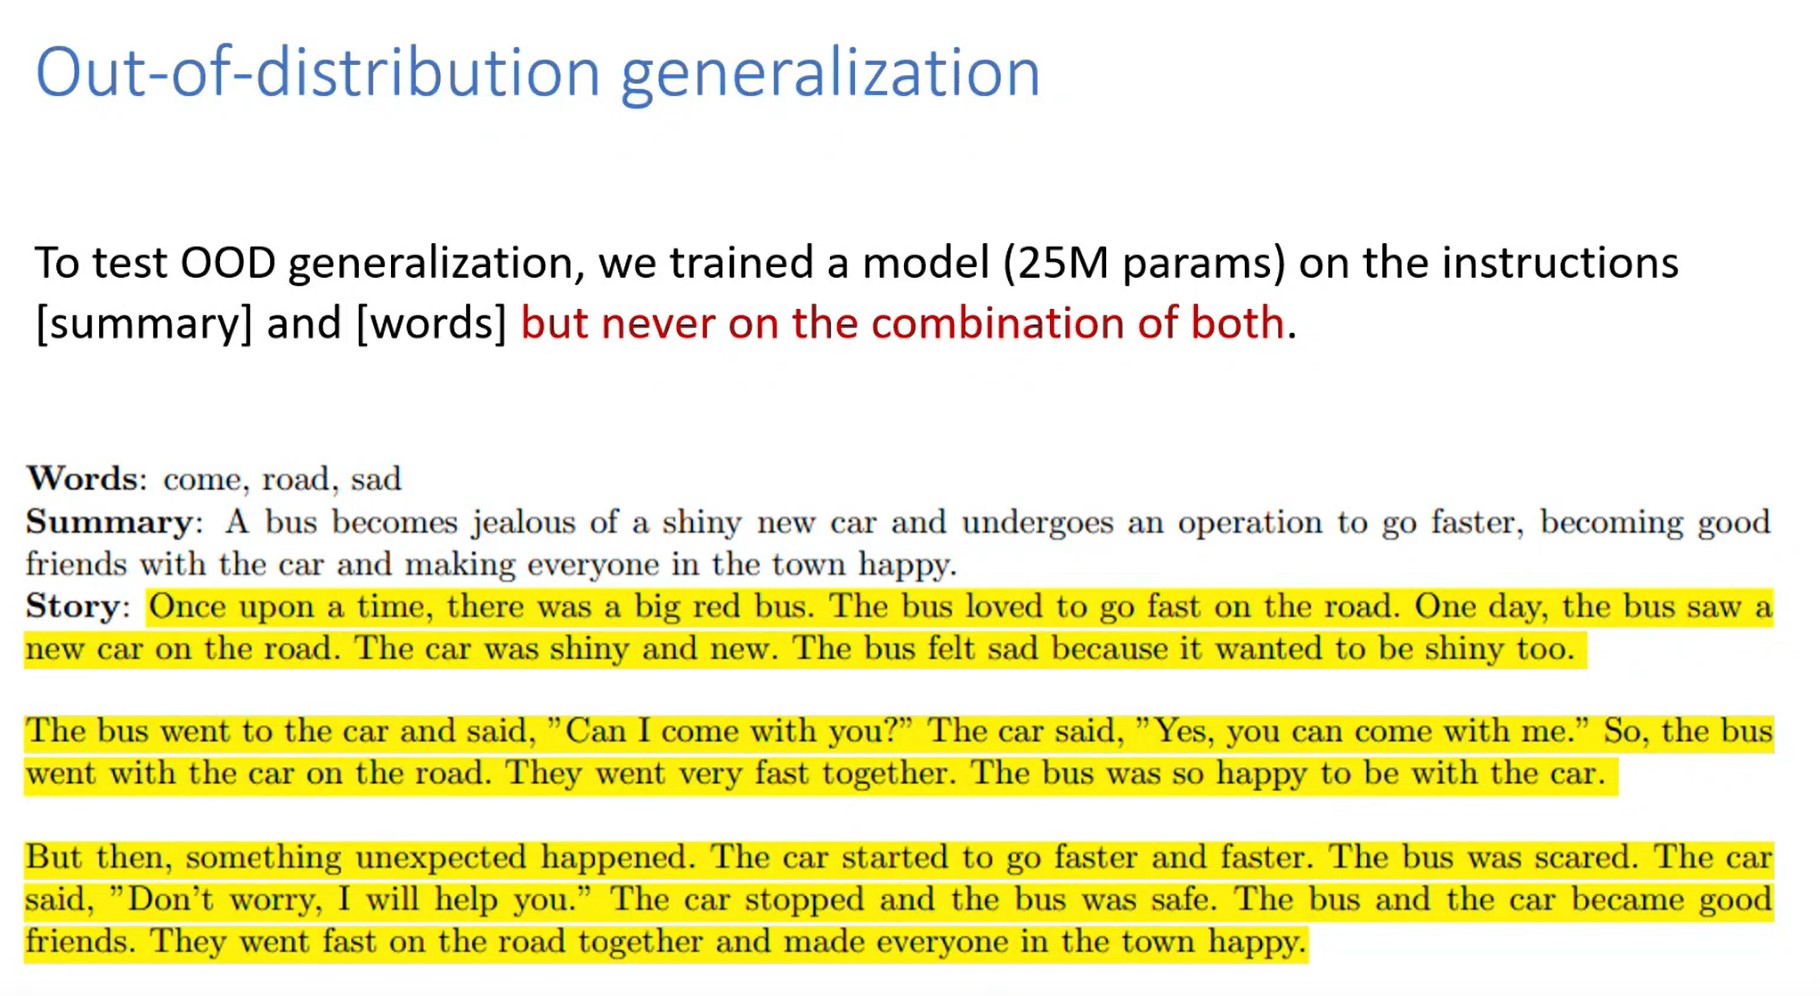 Out-of-distribution generalization
To test OOD generalization, we trained a model (25M params) on the instructions
[summary] and [words] but never on the combination of both.
Words: come, road, sad
Summary: A bus becomes jealous of a shiny new car and undergoes an operation to go faster, becoming good
friends with the car and making everyone in the town happy.
Story: Once upon a time, there was a big red bus. The bus loved to go fast on the road. One day, the bus saw a
new car on the road. The car was shiny and new. The bus felt sad because it wanted to be shiny too.
The bus went to the car and said, ”Can I come with you?” The car said, ”Yes, you can come with me.” So, the bus
went with the car on the road. They went very fast together. The bus was so happy to be with the car.
But then, something unexpected happened. The car started to go faster and faster. The bus was scared. The car
said, ”Don’t worry, I will help you.” The car stopped and the bus was safe. The bus and the car became good
friends. They went fast on the road together and made everyone in the town happy.